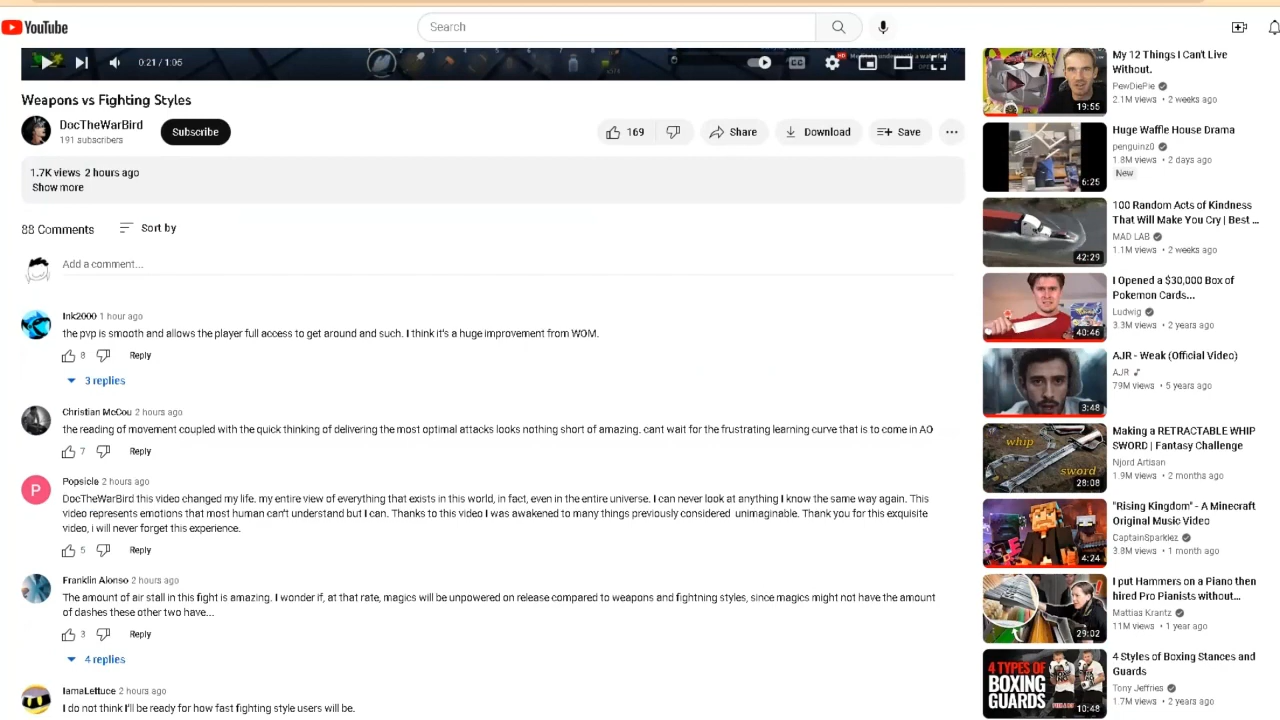 YouTube
Search
0:21 / 1:05
Weapons vs Fighting Styles
DocTheWarBird
191 subscribers
Subscribe
169
Share
Download
Save
1.7K views 2 hours ago
Show more
88 Comments
Sort by
Add a comment...
Ink2000 1 hour ago
the pvp is smooth and allows the player full access to get around and such. I think it's a huge improvement from WOM.
8
Reply
3 replies
Christian McCou 2 hours ago
the reading of movement coupled with the quick thinking of delivering the most optimal attacks looks nothing short of amazing. cant wait for the frustrating learning curve that is to come in AO
7
Reply
P
Popsicle 2 hours ago
DocTheWarBird this video changed my life. my entire view of everything that exists in this world, in fact, even in the entire universe. I can never look at anything I know the same way again. This
video represents emotions that most human can't understand but I can. Thanks to this video I was awakened to many things previously considered unimaginable. Thank you for this exquisite
video, i will never forget this experience.
5
Reply
Franklin Alonso 2 hours ago
The amount of air stall in this fight is amazing. I wonder if, at that rate, magics will be unpowered on release compared to weapons and fightning styles, since magics might not have the amount
of dashes these other two have...
3
Reply
4 replies
IamaLettuce 2 hours ago
I do not think I'll be ready for how fast fighting style users will be.
19:55
My 12 Things I Can't Live
Without.
PewDiePie
2.1M views • 2 weeks ago
6:25
Huge Waffle House Drama
penguinz0
1.8M views • 2 days ago
New
42:29
100 Random Acts of Kindness
That Will Make You Cry | Best ...
MAD LAB
1.1M views • 2 weeks ago
40:46
I Opened a $30,000 Box of
Pokemon Cards...
Ludwig
3.3M views • 2 years ago
3:48
AJR - Weak (Official Video)
AJR
79M views • 5 years ago
whip
sword
28:08
Making a RETRACTABLE WHIP
SWORD | Fantasy Challenge
Njord Artisan
1.9M views • 2 months ago
4:24
"Rising Kingdom" - A Minecraft
Original Music Video
CaptainSparklez
3.8M views • 1 month ago
29:02
I put Hammers on a Piano then
hired Pro Pianists without...
Mattias Krantz
11M views • 1 year ago
4 TYPES OF
BOXING
GUARDS
10:48
4 Styles of Boxing Stances and
Guards
Tony Jeffries
1.7M views • 2 years ago